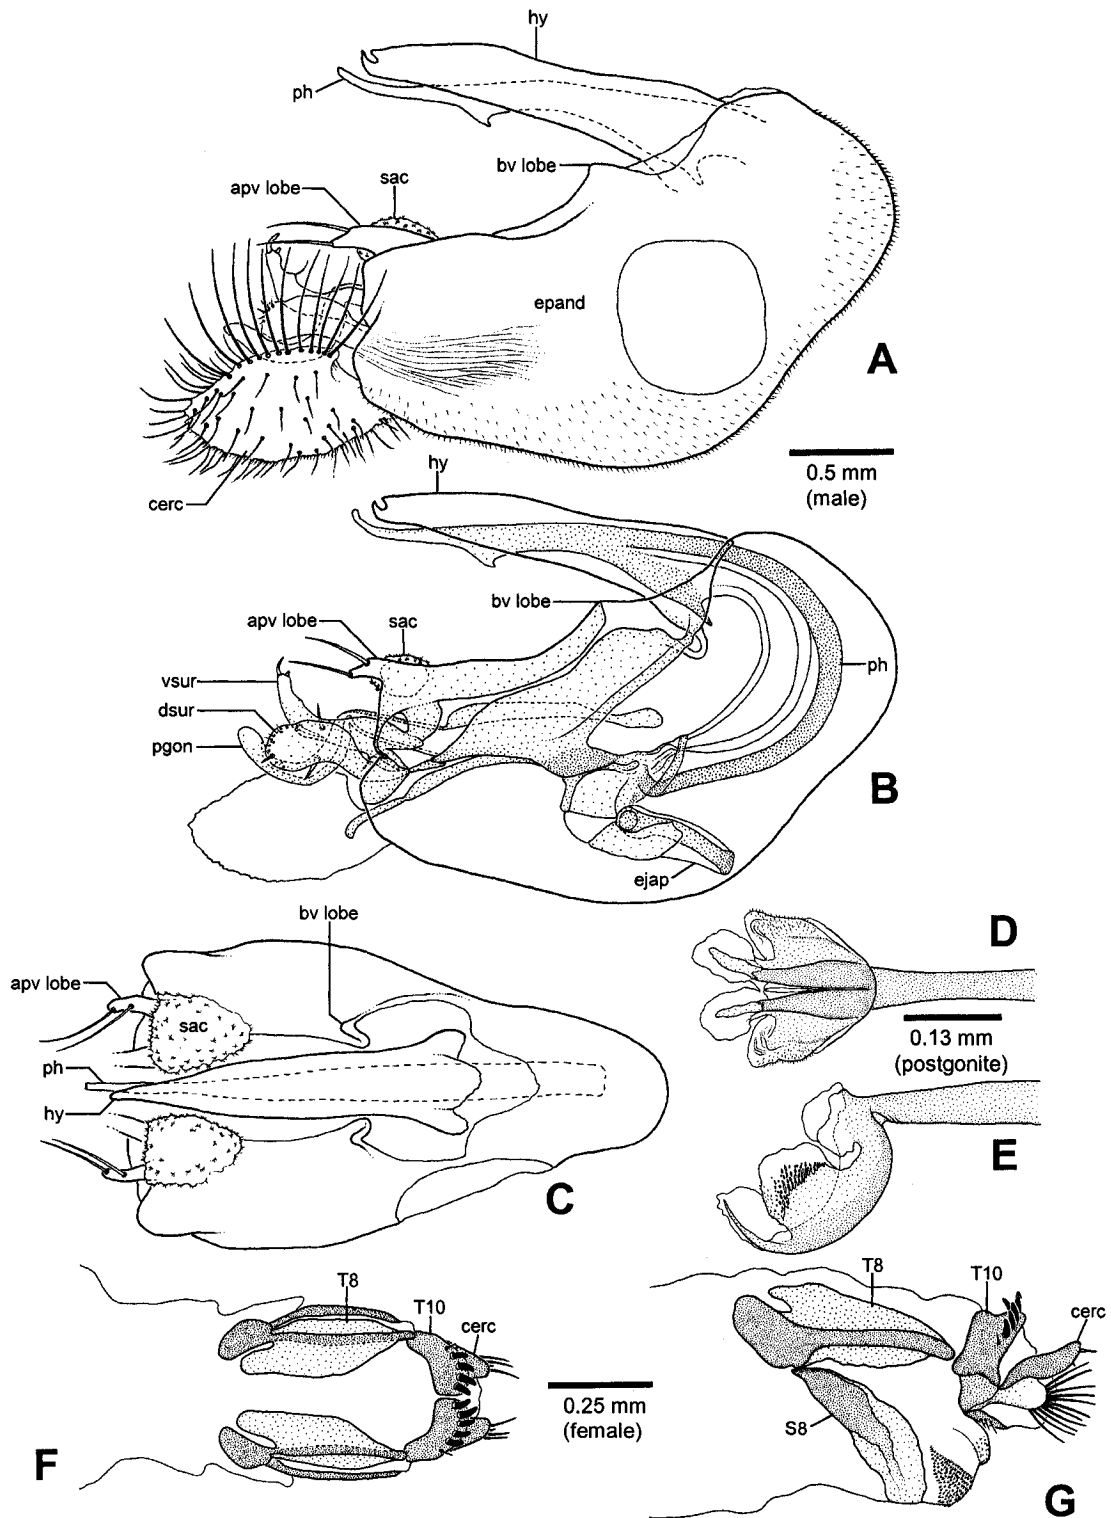 hy
ph
bv lobe
sac
apv lobe
epand
A
0.5 mm
(male)
cerc
hy
bv lobe
apv lobe
sac
vsur
ph
dsur
pgon
B
ejap
bv lobe
D
apv lobe
sac
0.13 mm
(postgonite)
ph
hy
E
C
T8
T10
cerc
T8
T10
cerc
0.25 mm
(female)
S8
F
G